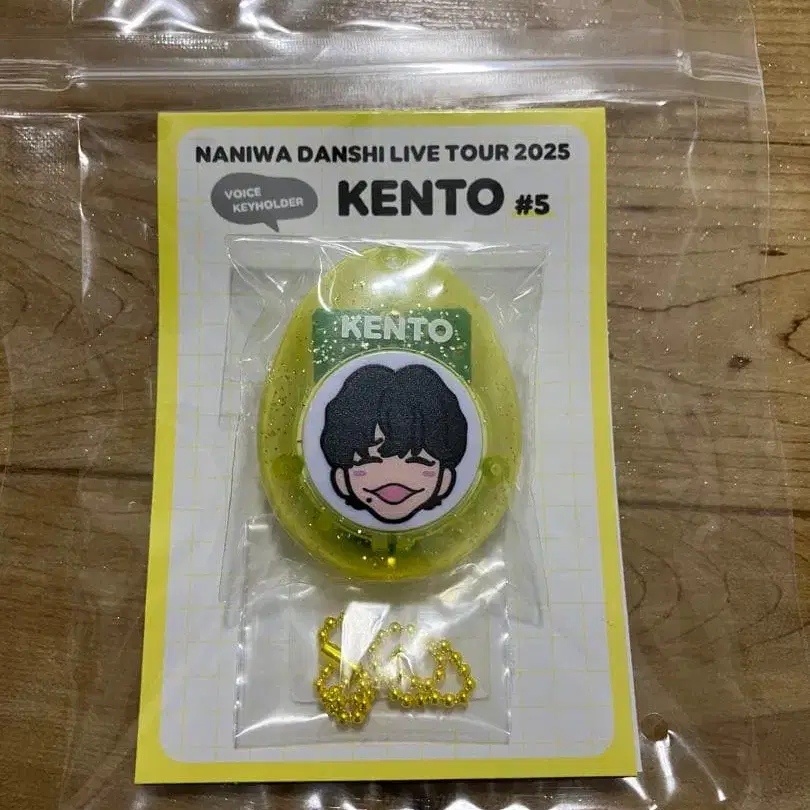 NANIWA DANSHI LIVE TOUR 2025
VOICE
KEYHOLDER
KENTO #5
KENTO